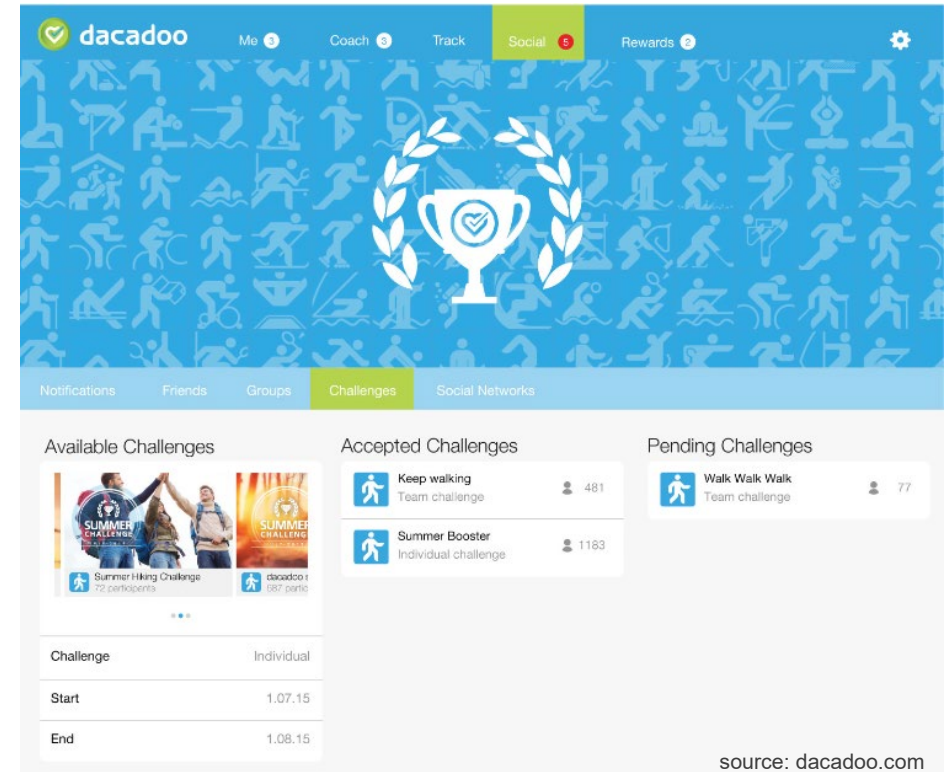 dacadoo
Me 3
Coach 3
Track
Social 5
Rewards 2
Notifications
Friends
Groups
Challenges
Social Networks
Available Challenges
SUMMER
CHALLENGE
Summer Hiking Challenge
72 participants
SUMMER
CHALLENGE
dacadoo s
587 partic
Challenge Individual
Start 1.07.15
End 1.08.15
Accepted Challenges
Keep walking
Team challenge 481
Summer Booster
Individual challenge 1183
Pending Challenges
Walk Walk Walk
Team challenge 77
source: dacadoo.com